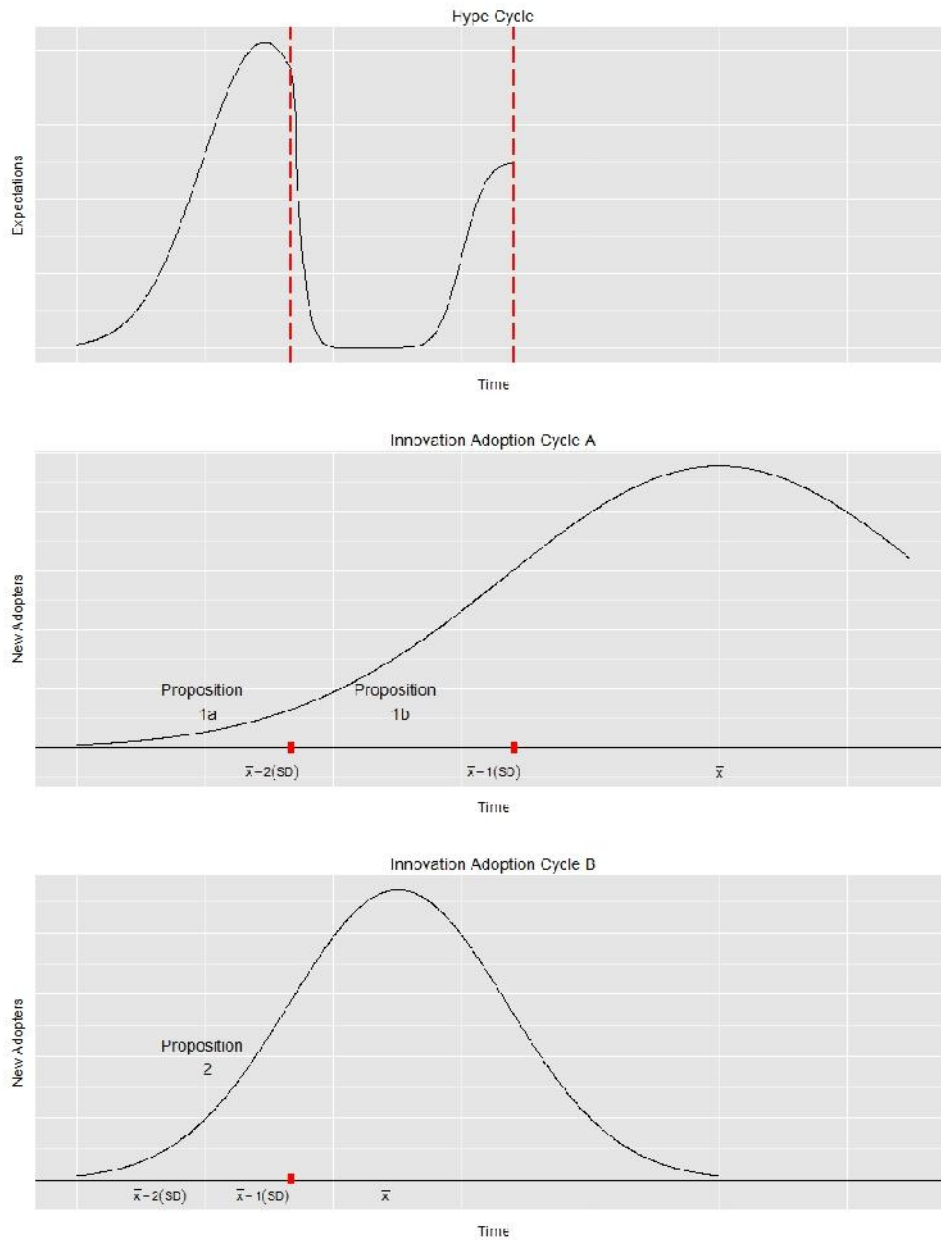 Hype Cycle
Expectations
Time
Innovation Adoption Cycle A
New Adopters
Proposition
1a
Proposition
1b
x̄-2(SD)
x̄-1(SD)
x̄
Time
Innovation Adoption Cycle B
New Adopters
Proposition
2
x̄-2(SD)
x̄-1(SD)
x̄
Time